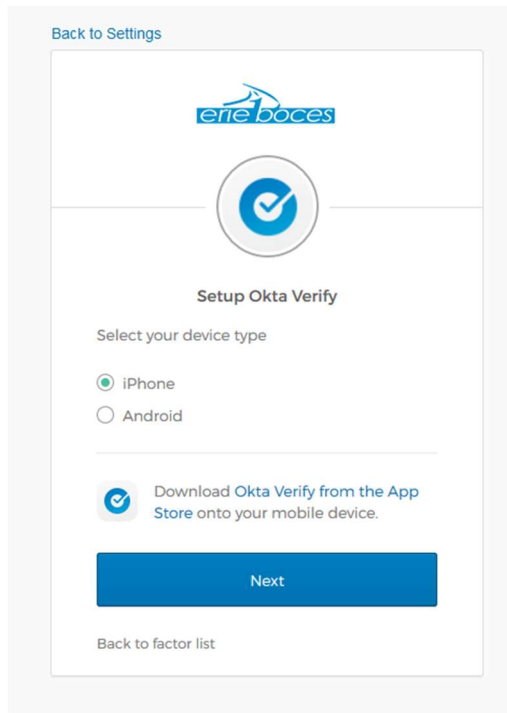 Back to Settings
erie 1 boces
Setup Okta Verify
Select your device type
iPhone
Android
Download Okta Verify from the App
Store onto your mobile device.
Next
Back to factor list